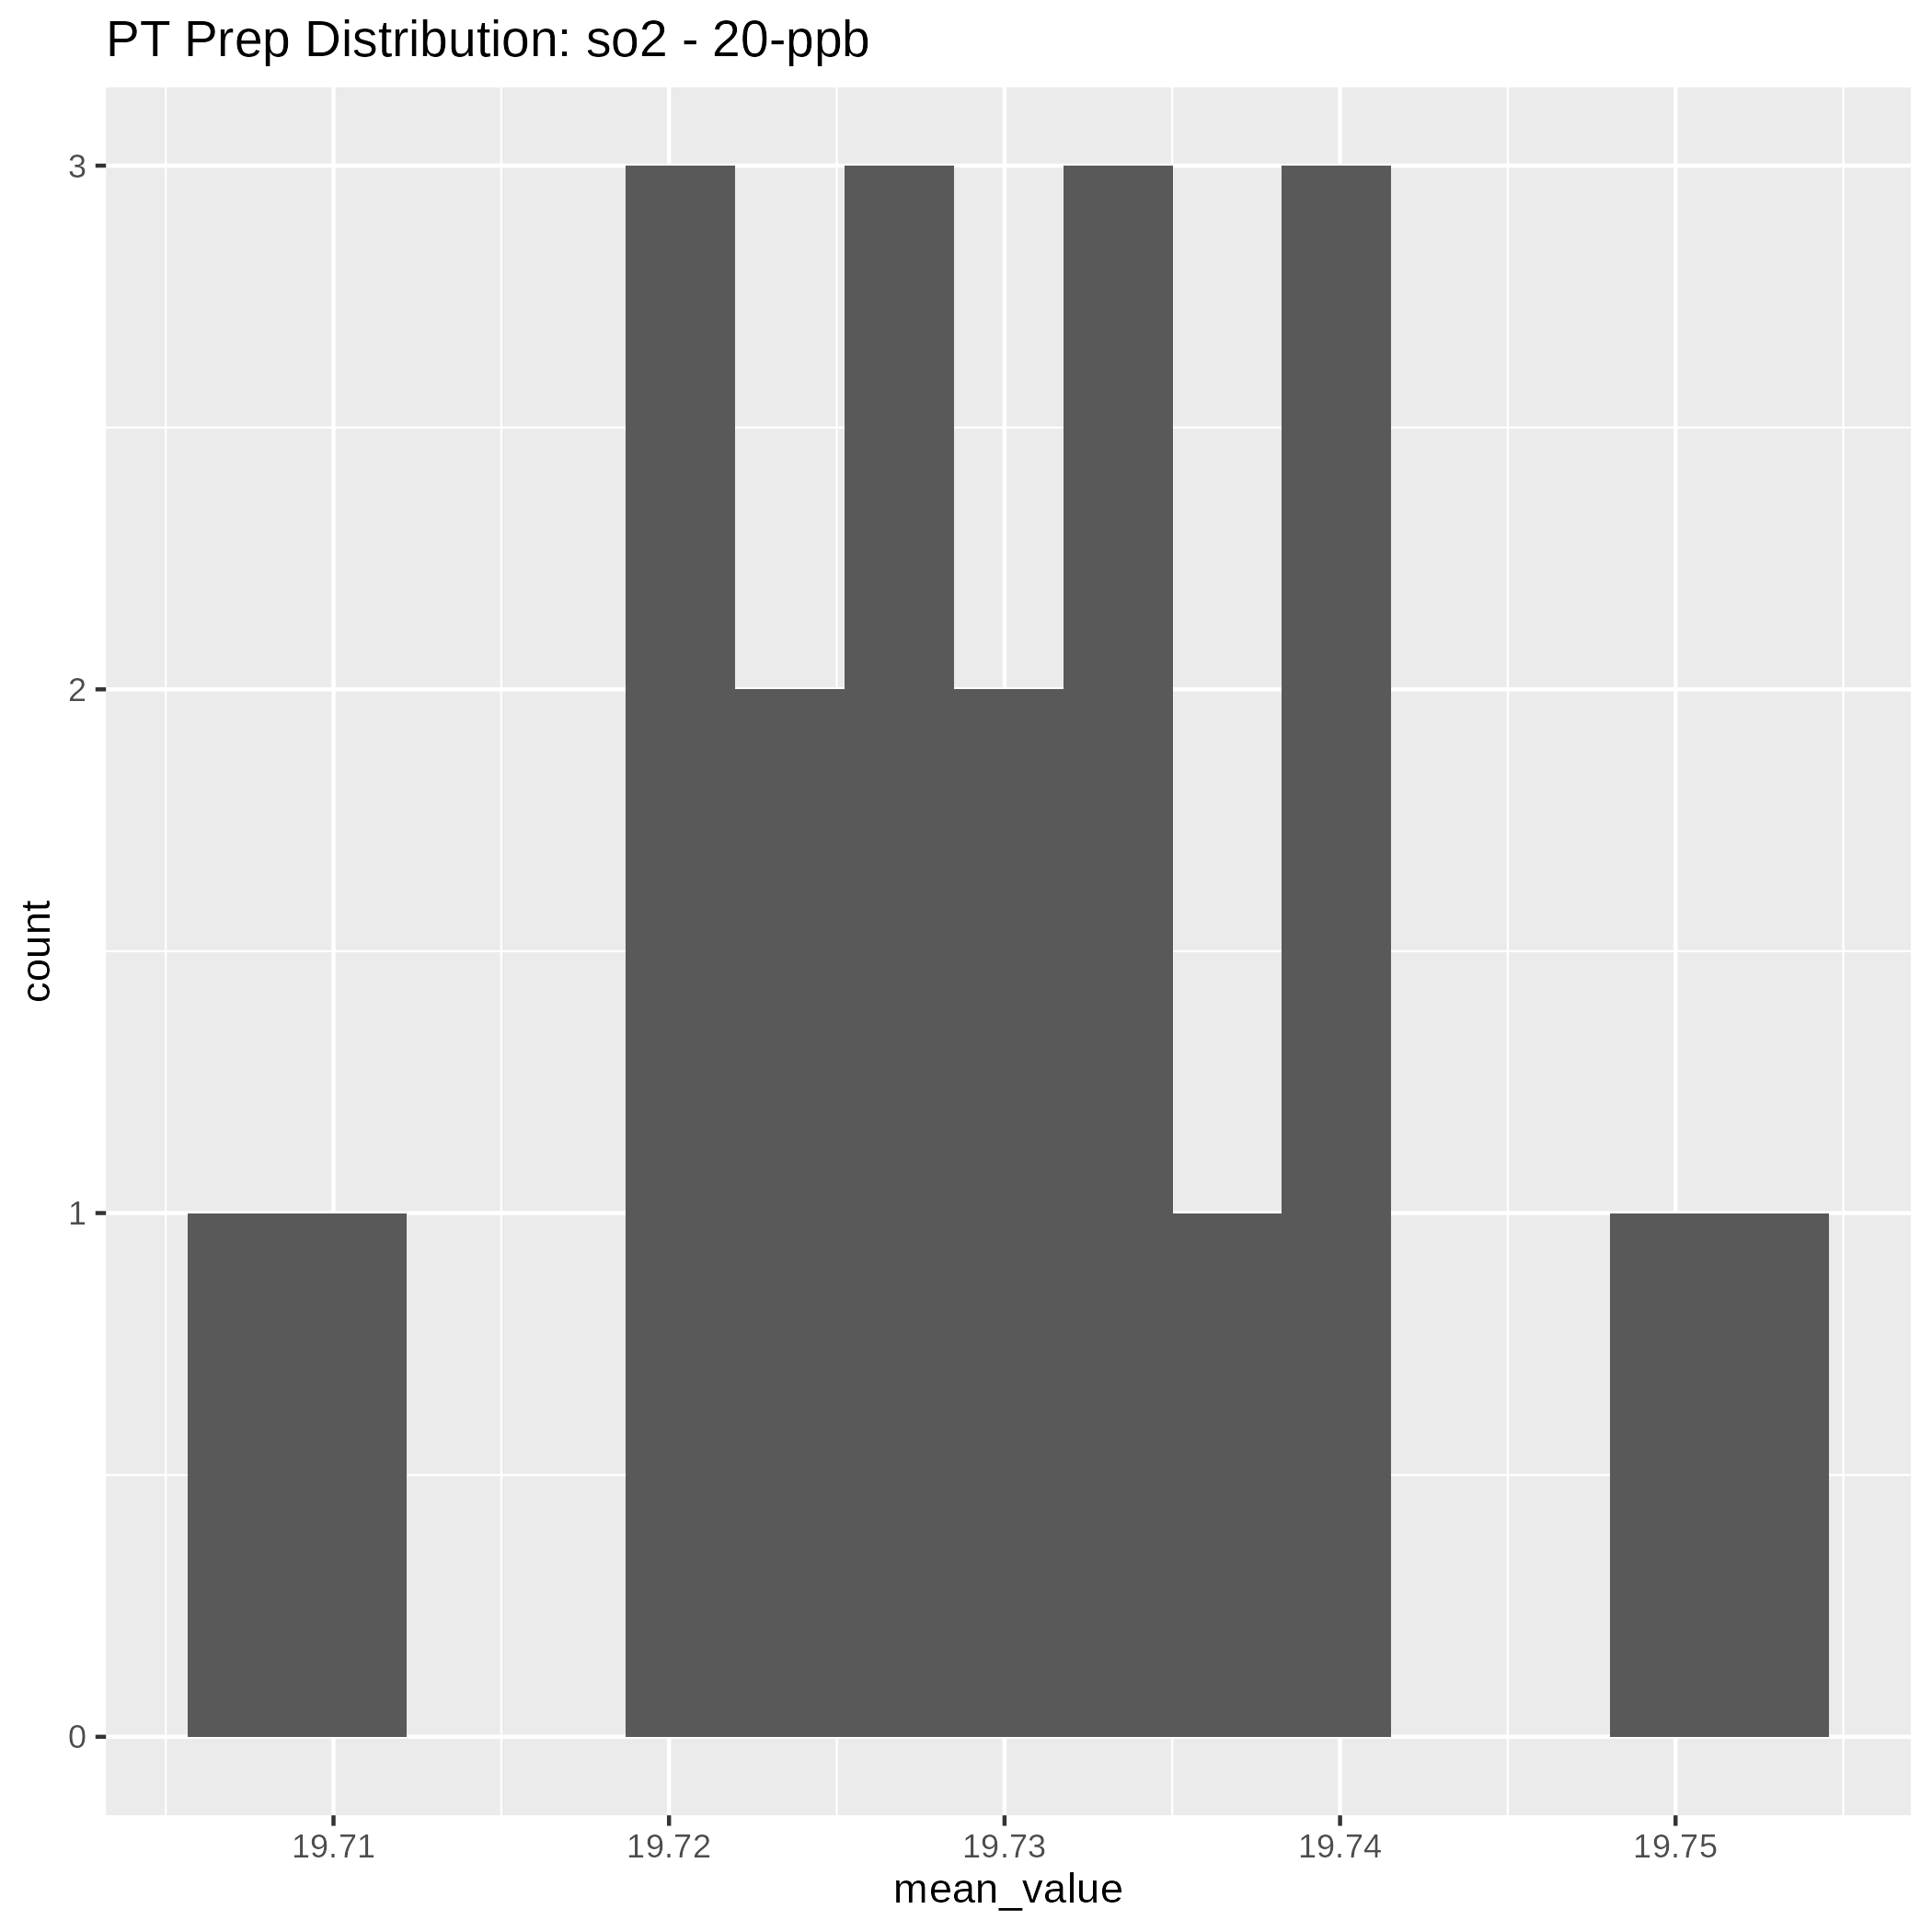 PT Prep Distribution: so2 - 20-ppb
3
2
1
0
count
19.71 19.72 19.73 19.74 19.75
mean_value